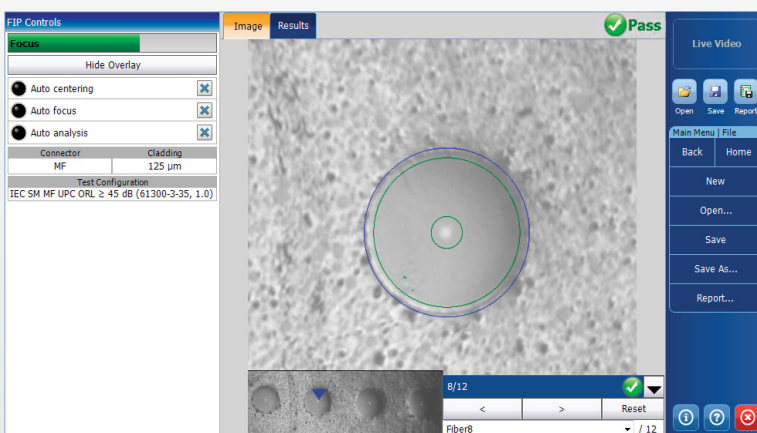 FIP Controls
Focus
Hide Overlay
Auto centering
Auto focus
Auto analysis
Connector Cladding
MF 125 µm
Test Configuration
IEC SM MF UPC ORL ≥ 45 dB (61300-3-35, 1.0)
Image Results
Pass
8/12
< > Reset
Fiber8 / 12
Live Video
Open Save Report
Main Menu | File
Back Home
New
Open...
Save
Save As...
Report...